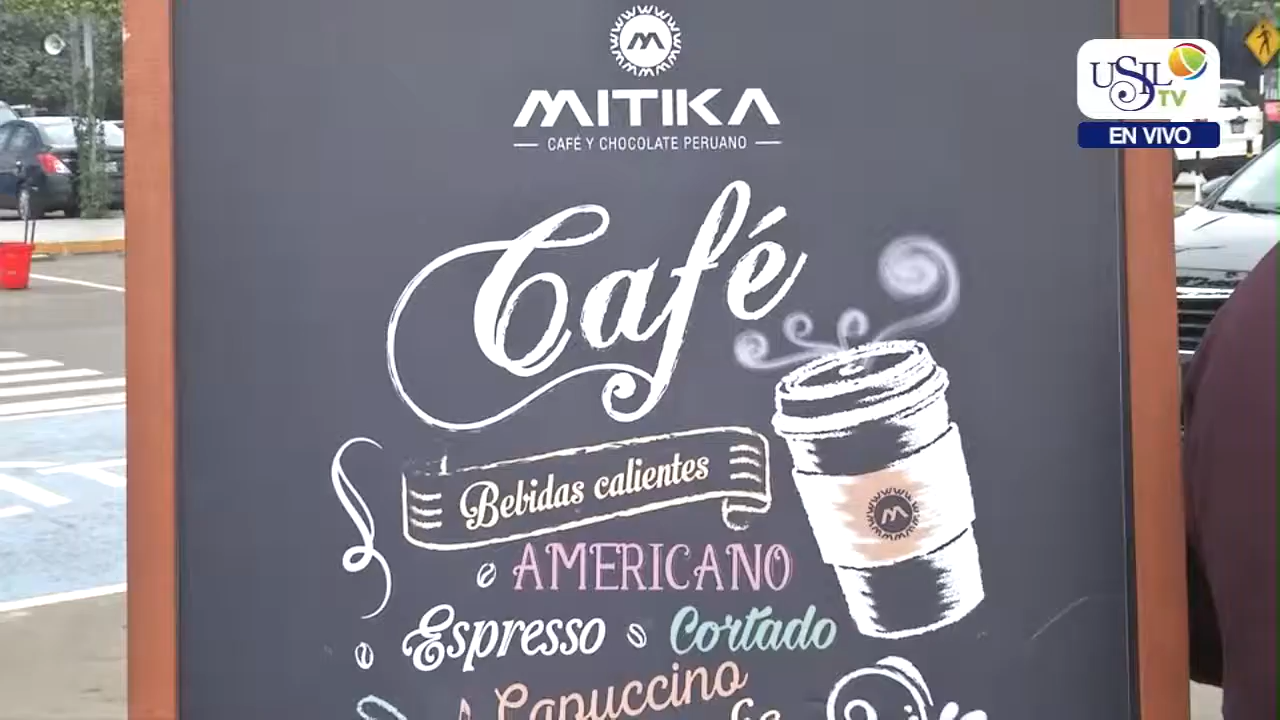 MITIKA
CAFÉ Y CHOCOLATE PERUANO
USIL TV
EN VIVO
Café
Bebidas calientes
AMERICANO
Espresso Cortado
Capuccino